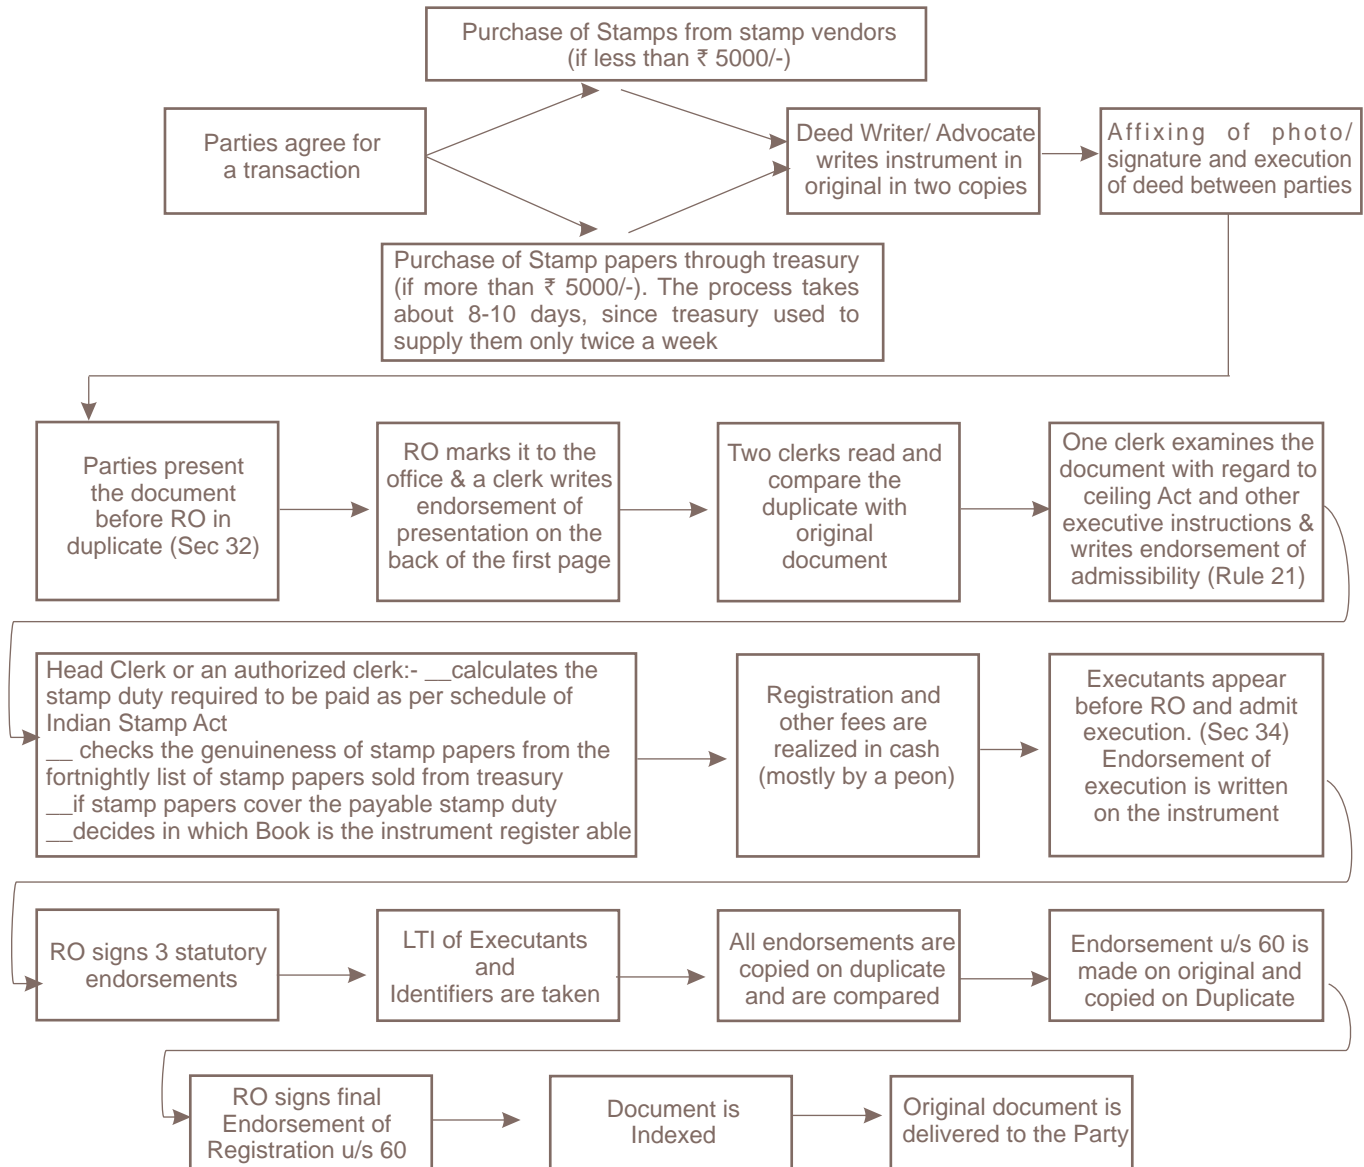 Purchase of Stamps from stamp vendors
(if less than ₹ 5000/-)
Parties agree for
a transaction
Deed Writer/ Advocate
writes instrument in
original in two copies
Affixing of photo/
signature and execution
of deed between parties
Purchase of Stamp papers through treasury
(if more than ₹ 5000/-). The process takes
about 8-10 days, since treasury used to
supply them only twice a week
Parties present
the document
before RO in
duplicate (Sec 32)
RO marks it to the
office & a clerk writes
endorsement of
presentation on the
back of the first page
Two clerks read and
compare the
duplicate with
original
document
One clerk examines the
document with regard to
ceiling Act and other
executive instructions &
writes endorsement of
admissibility (Rule 21)
Head Clerk or an authorized clerk:- __calculates the
stamp duty required to be paid as per schedule of
Indian Stamp Act
__ checks the genuineness of stamp papers from the
fortnightly list of stamp papers sold from treasury
__if stamp papers cover the payable stamp duty
__decides in which Book is the instrument register able
Registration and
other fees are
realized in cash
(mostly by a peon)
Executants appear
before RO and admit
execution. (Sec 34)
Endorsement of
execution is written
on the instrument
RO signs 3 statutory
endorsements
LTI of Executants
and
Identifiers are taken
All endorsements are
copied on duplicate
and are compared
Endorsement u/s 60 is
made on original and
copied on Duplicate
RO signs final
Endorsement of
Registration u/s 60
Document is
Indexed
Original document is
delivered to the Party